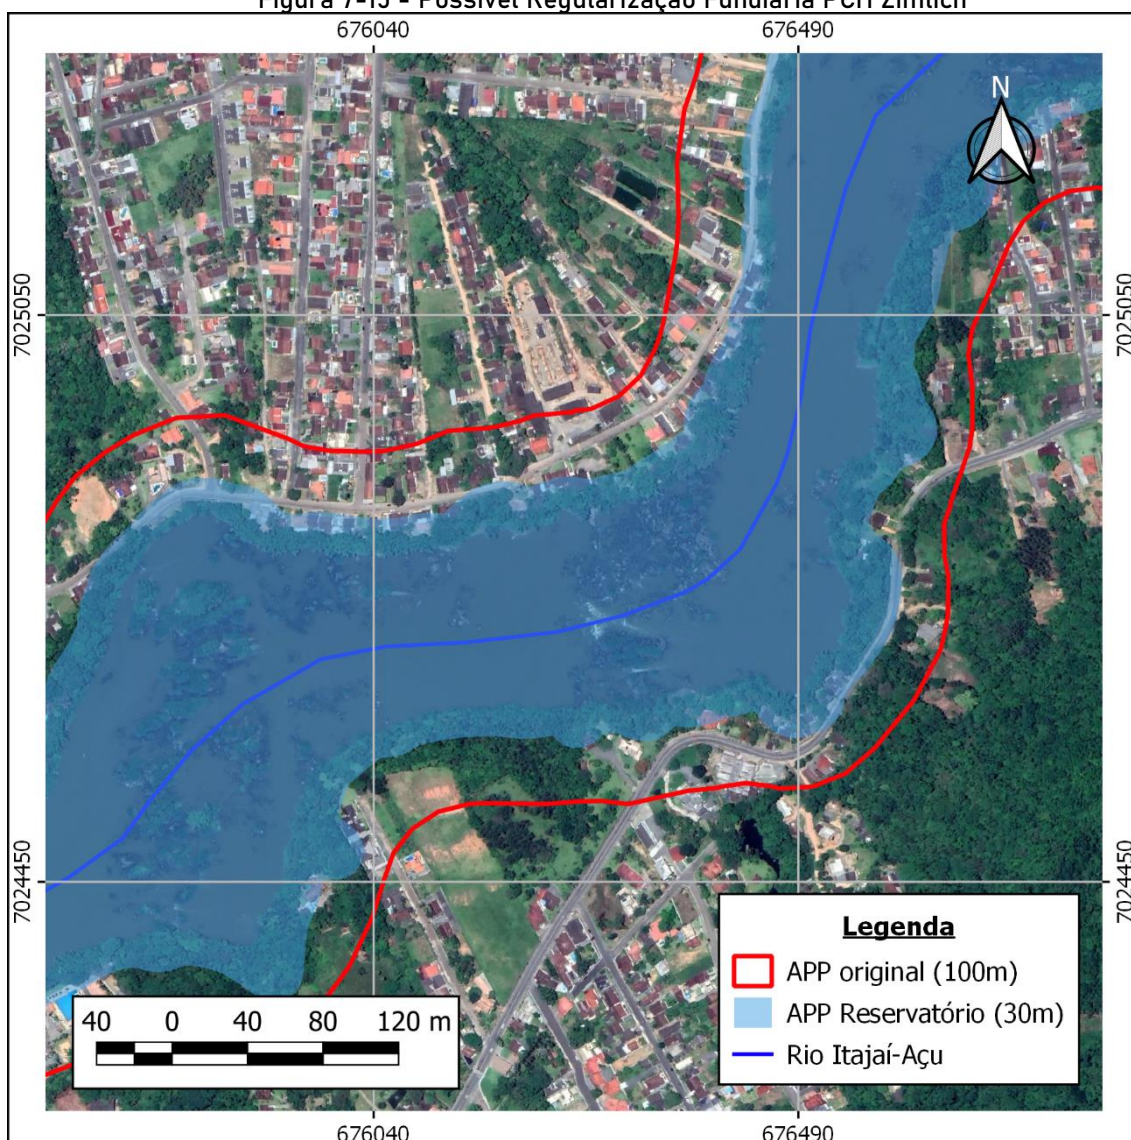 Figura 7-15 - Possível Regularização Fundiária PCH Zimlich
676040 676490
N
7025050 7025050
7024450 7024450
Legenda
APP original (100m)
APP Reservatório (30m)
Rio Itajaí-Açu
40 0 40 80 120 m
676040 676490